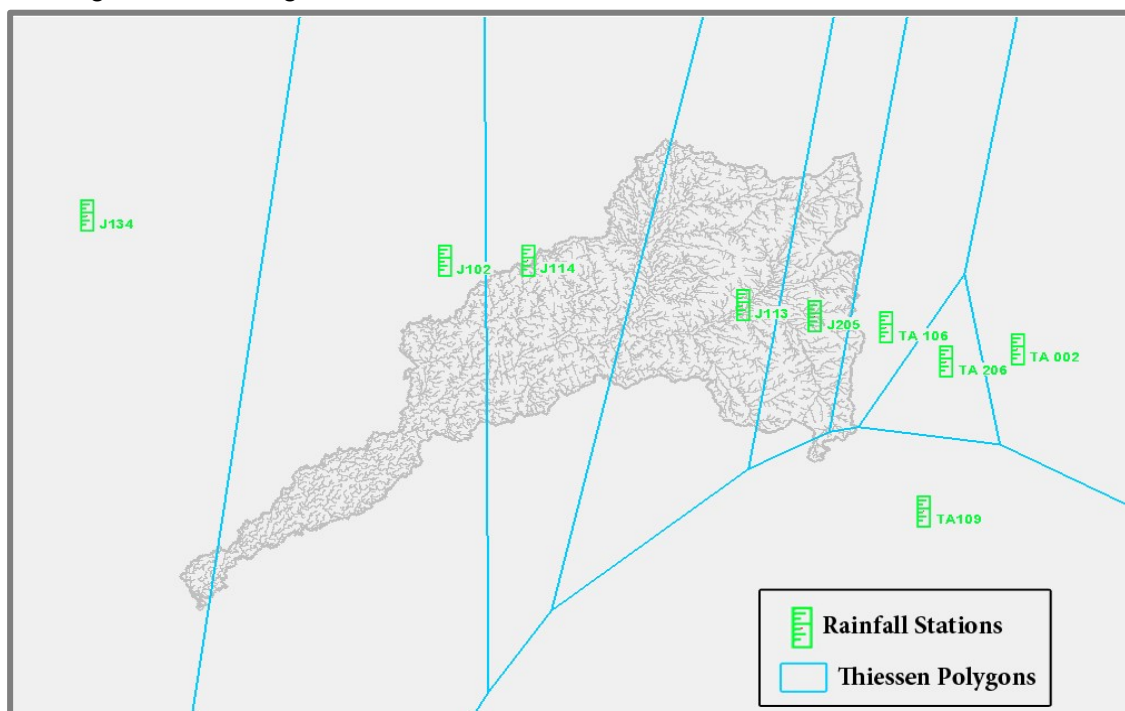 J134
J102
J114
J113
J205
TA 106
TA 206
TA 002
TA109
Rainfall Stations
Thiessen Polygons